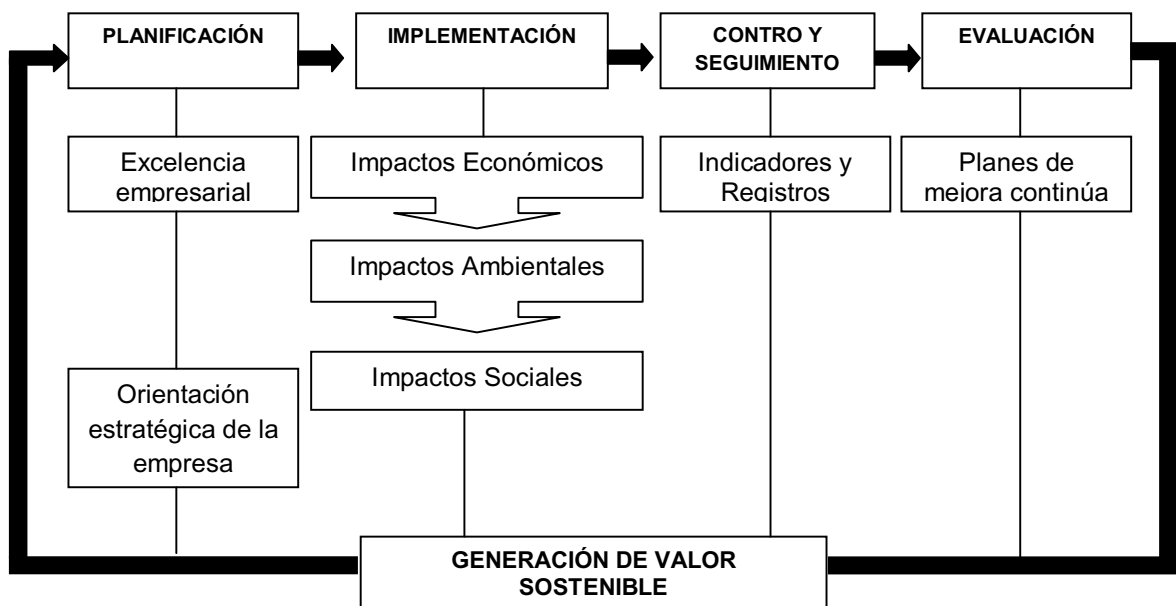 PLANIFICACIÓN
IMPLEMENTACIÓN
CONTRO Y
SEGUIMIENTO
EVALUACIÓN
Excelencia
empresarial
Impactos Económicos
Indicadores y
Registros
Planes de
mejora continúa
Impactos Ambientales
Impactos Sociales
Orientación
estratégica de la
empresa
GENERACIÓN DE VALOR
SOSTENIBLE